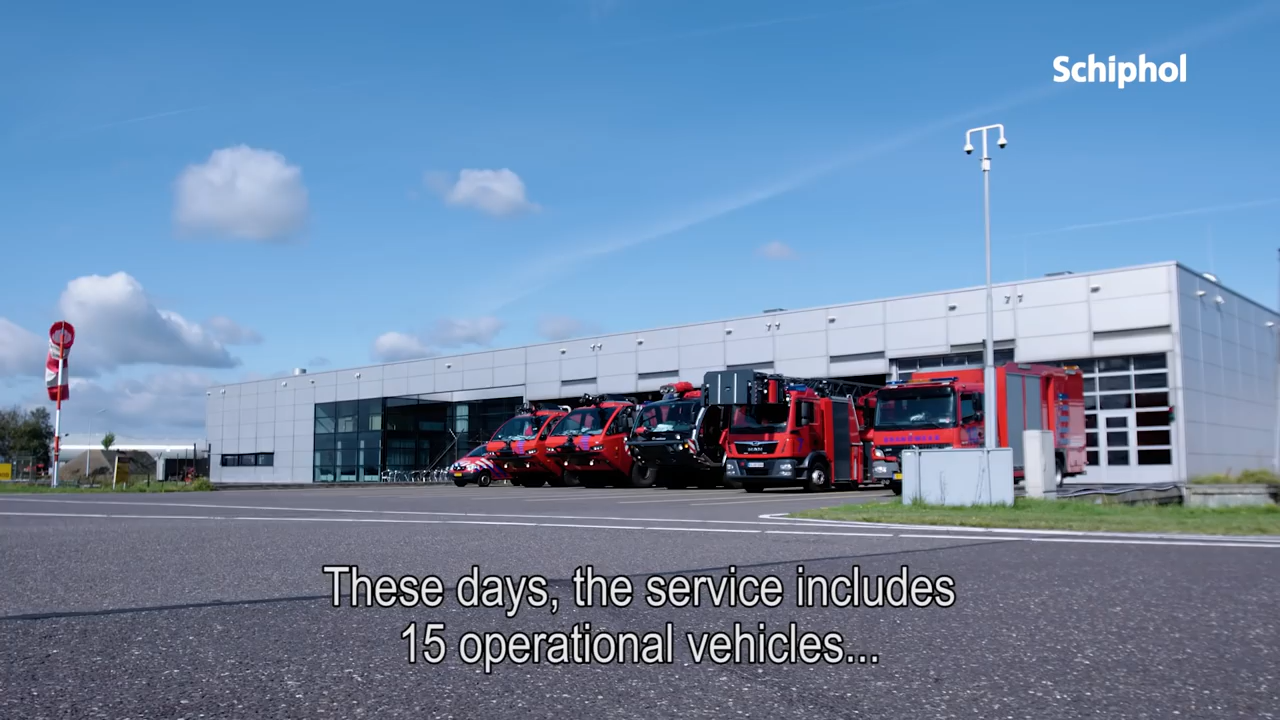 Schiphol
These days, the service includes
15 operational vehicles...